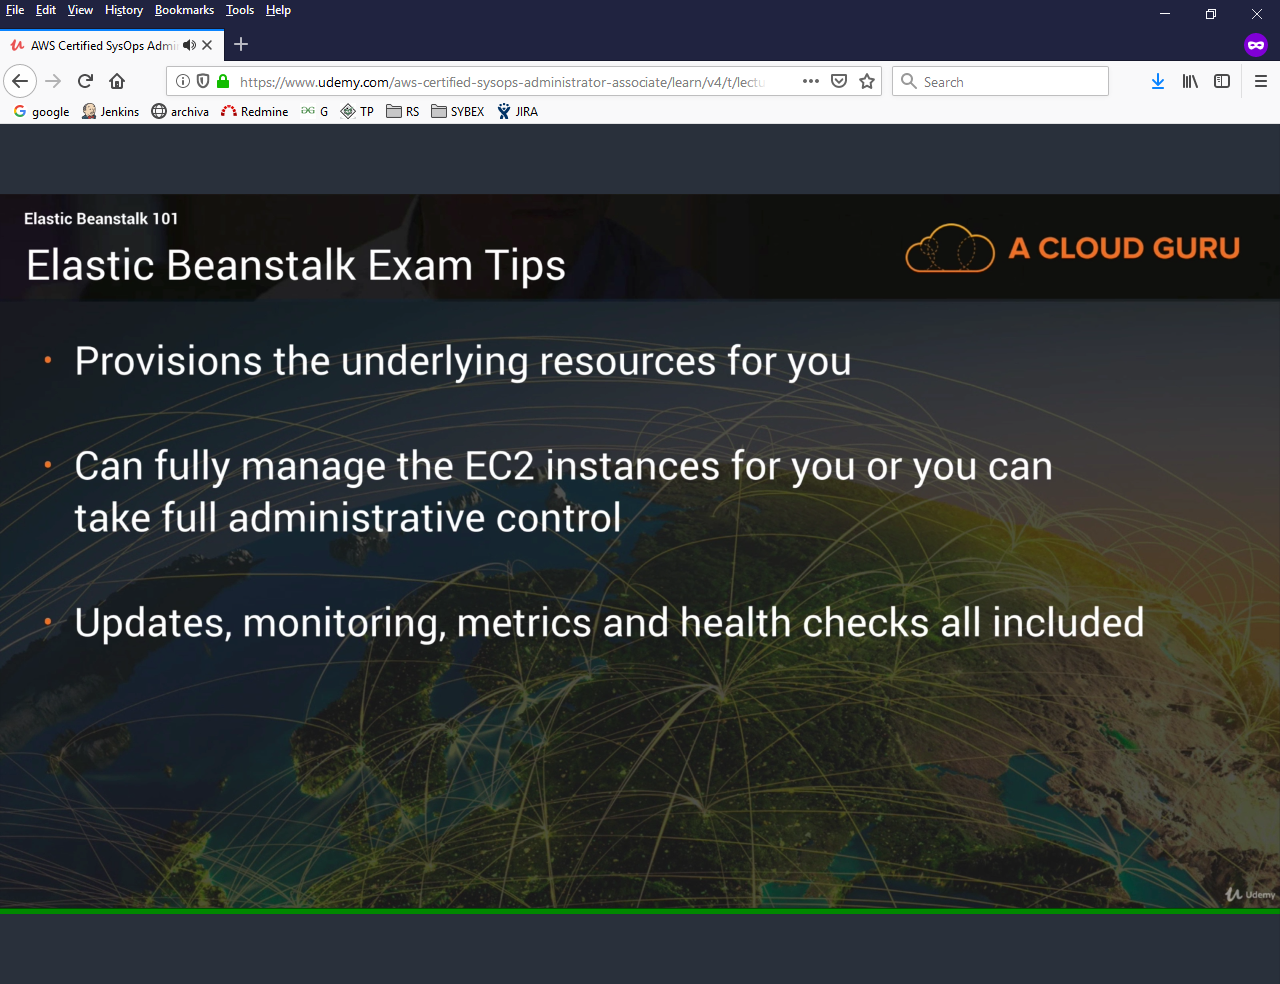 File Edit View History Bookmarks Tools Help
AWS Certified SysOps Admi
https://www.udemy.com/aws-certified-sysops-administrator-associate/learn/v4/t/lectu
Search
google Jenkins archiva Redmine G TP RS SYBEX JIRA
Elastic Beanstalk 101
Elastic Beanstalk Exam Tips
A CLOUD GURU
• Provisions the underlying resources for you
• Can fully manage the EC2 instances for you or you can
take full administrative control
• Updates, monitoring, metrics and health checks all included
Udemy